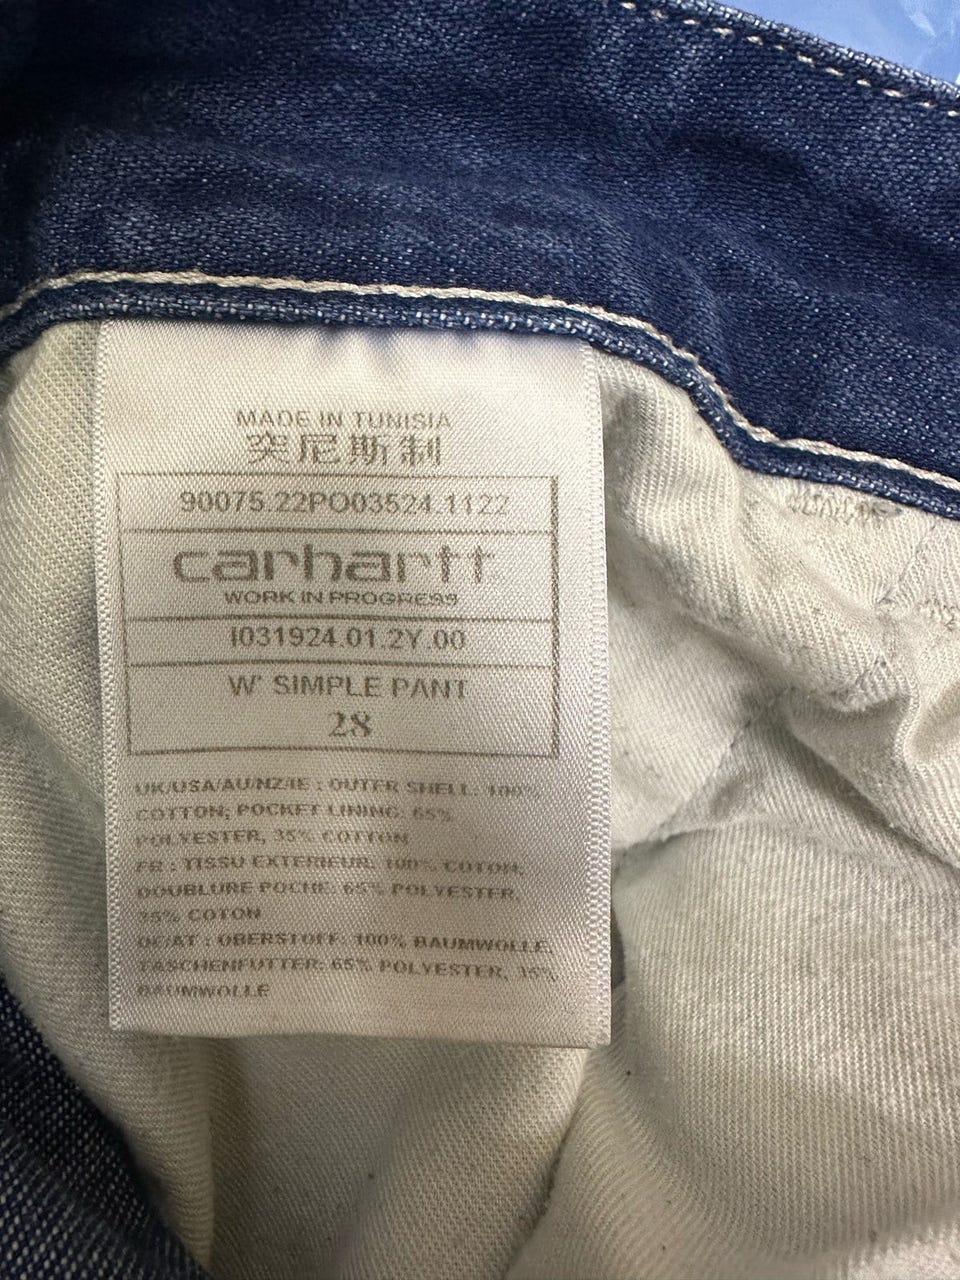 MADE IN TUNISIA
突尼斯制
90075.22PO03524.1122
carhartt
WORK IN PROGRESS
I031924.01.2Y.00
W' SIMPLE PANT
28
UK/USA/AU/NZ/IE : OUTER SHELL: 100%
COTTON; POCKET LINING: 65%
POLYESTER, 35% COTTON
FR : TISSU EXTERIEUR: 100% COTON;
DOUBLURE POCHE: 65% POLYESTER,
35% COTON
DE/AT : OBERSTOFF: 100% BAUMWOLLE;
TASCHENFUTTER: 65% POLYESTER, 35%
BAUMWOLLE